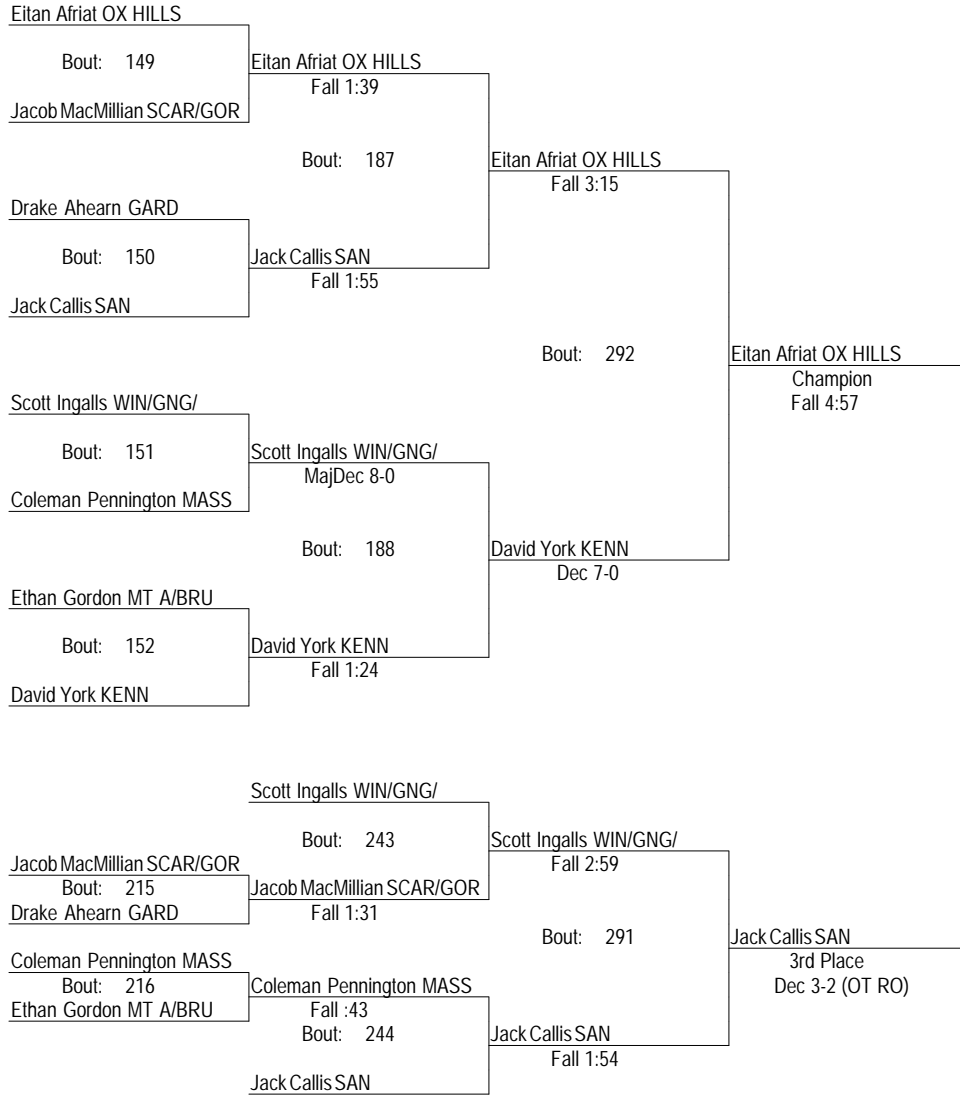 Eitan Afriat OX HILLS
Bout: 149
Eitan Afriat OX HILLS
Fall 1:39
Jacob MacMillian SCAR/GOR
Bout: 187
Eitan Afriat OX HILLS
Fall 3:15
Drake Ahearn GARD
Bout: 150
Jack Callis SAN
Fall 1:55
Jack Callis SAN
Bout: 292
Eitan Afriat OX HILLS
Champion
Fall 4:57
Scott Ingalls WIN/GNG/
Bout: 151
Scott Ingalls WIN/GNG/
MajDec 8-0
Coleman Pennington MASS
Bout: 188
David York KENN
Dec 7-0
Ethan Gordon MT A/BRU
Bout: 152
David York KENN
Fall 1:24
David York KENN
Scott Ingalls WIN/GNG/
Bout: 243
Scott Ingalls WIN/GNG/
Fall 2:59
Jacob MacMillian SCAR/GOR
Bout: 215
Jacob MacMillian SCAR/GOR
Drake Ahearn GARD
Fall 1:31
Bout: 291
Jack Callis SAN
3rd Place
Dec 3-2 (OT RO)
Coleman Pennington MASS
Bout: 216
Coleman Pennington MASS
Ethan Gordon MT A/BRU
Fall :43
Bout: 244
Jack Callis SAN
Fall 1:54
Jack Callis SAN